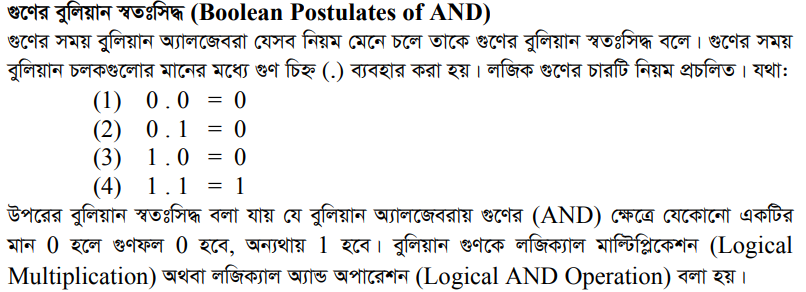 গুণের বুলিয়ান স্বতঃসিদ্ধ (Boolean Postulates of AND)
গুণের সময় বুলিয়ান অ্যালজেবরা যেসব নিয়ম মেনে চলে তাকে গুণের বুলিয়ান স্বতঃসিদ্ধ বলে। গুণের সময়
বুলিয়ান চলকগুলোর মানের মধ্যে গুণ চিহ্ন (.) ব্যবহার করা হয়। লজিক গুণের চারটি নিয়ম প্রচলিত। যথা:
(1) 0 . 0 = 0
(2) 0 . 1 = 0
(3) 1 . 0 = 0
(4) 1 . 1 = 1
উপরের বুলিয়ান স্বতঃসিদ্ধ বলা যায় যে বুলিয়ান অ্যালজেবরায় গুণের (AND) ক্ষেত্রে যেকোনো একটির
মান 0 হলে গুণফল 0 হবে, অন্যথায় 1 হবে। বুলিয়ান গুণকে লজিক্যাল মাল্টিপ্লিকেশন (Logical
Multiplication) অথবা লজিক্যাল অ্যান্ড অপারেশন (Logical AND Operation) বলা হয়।